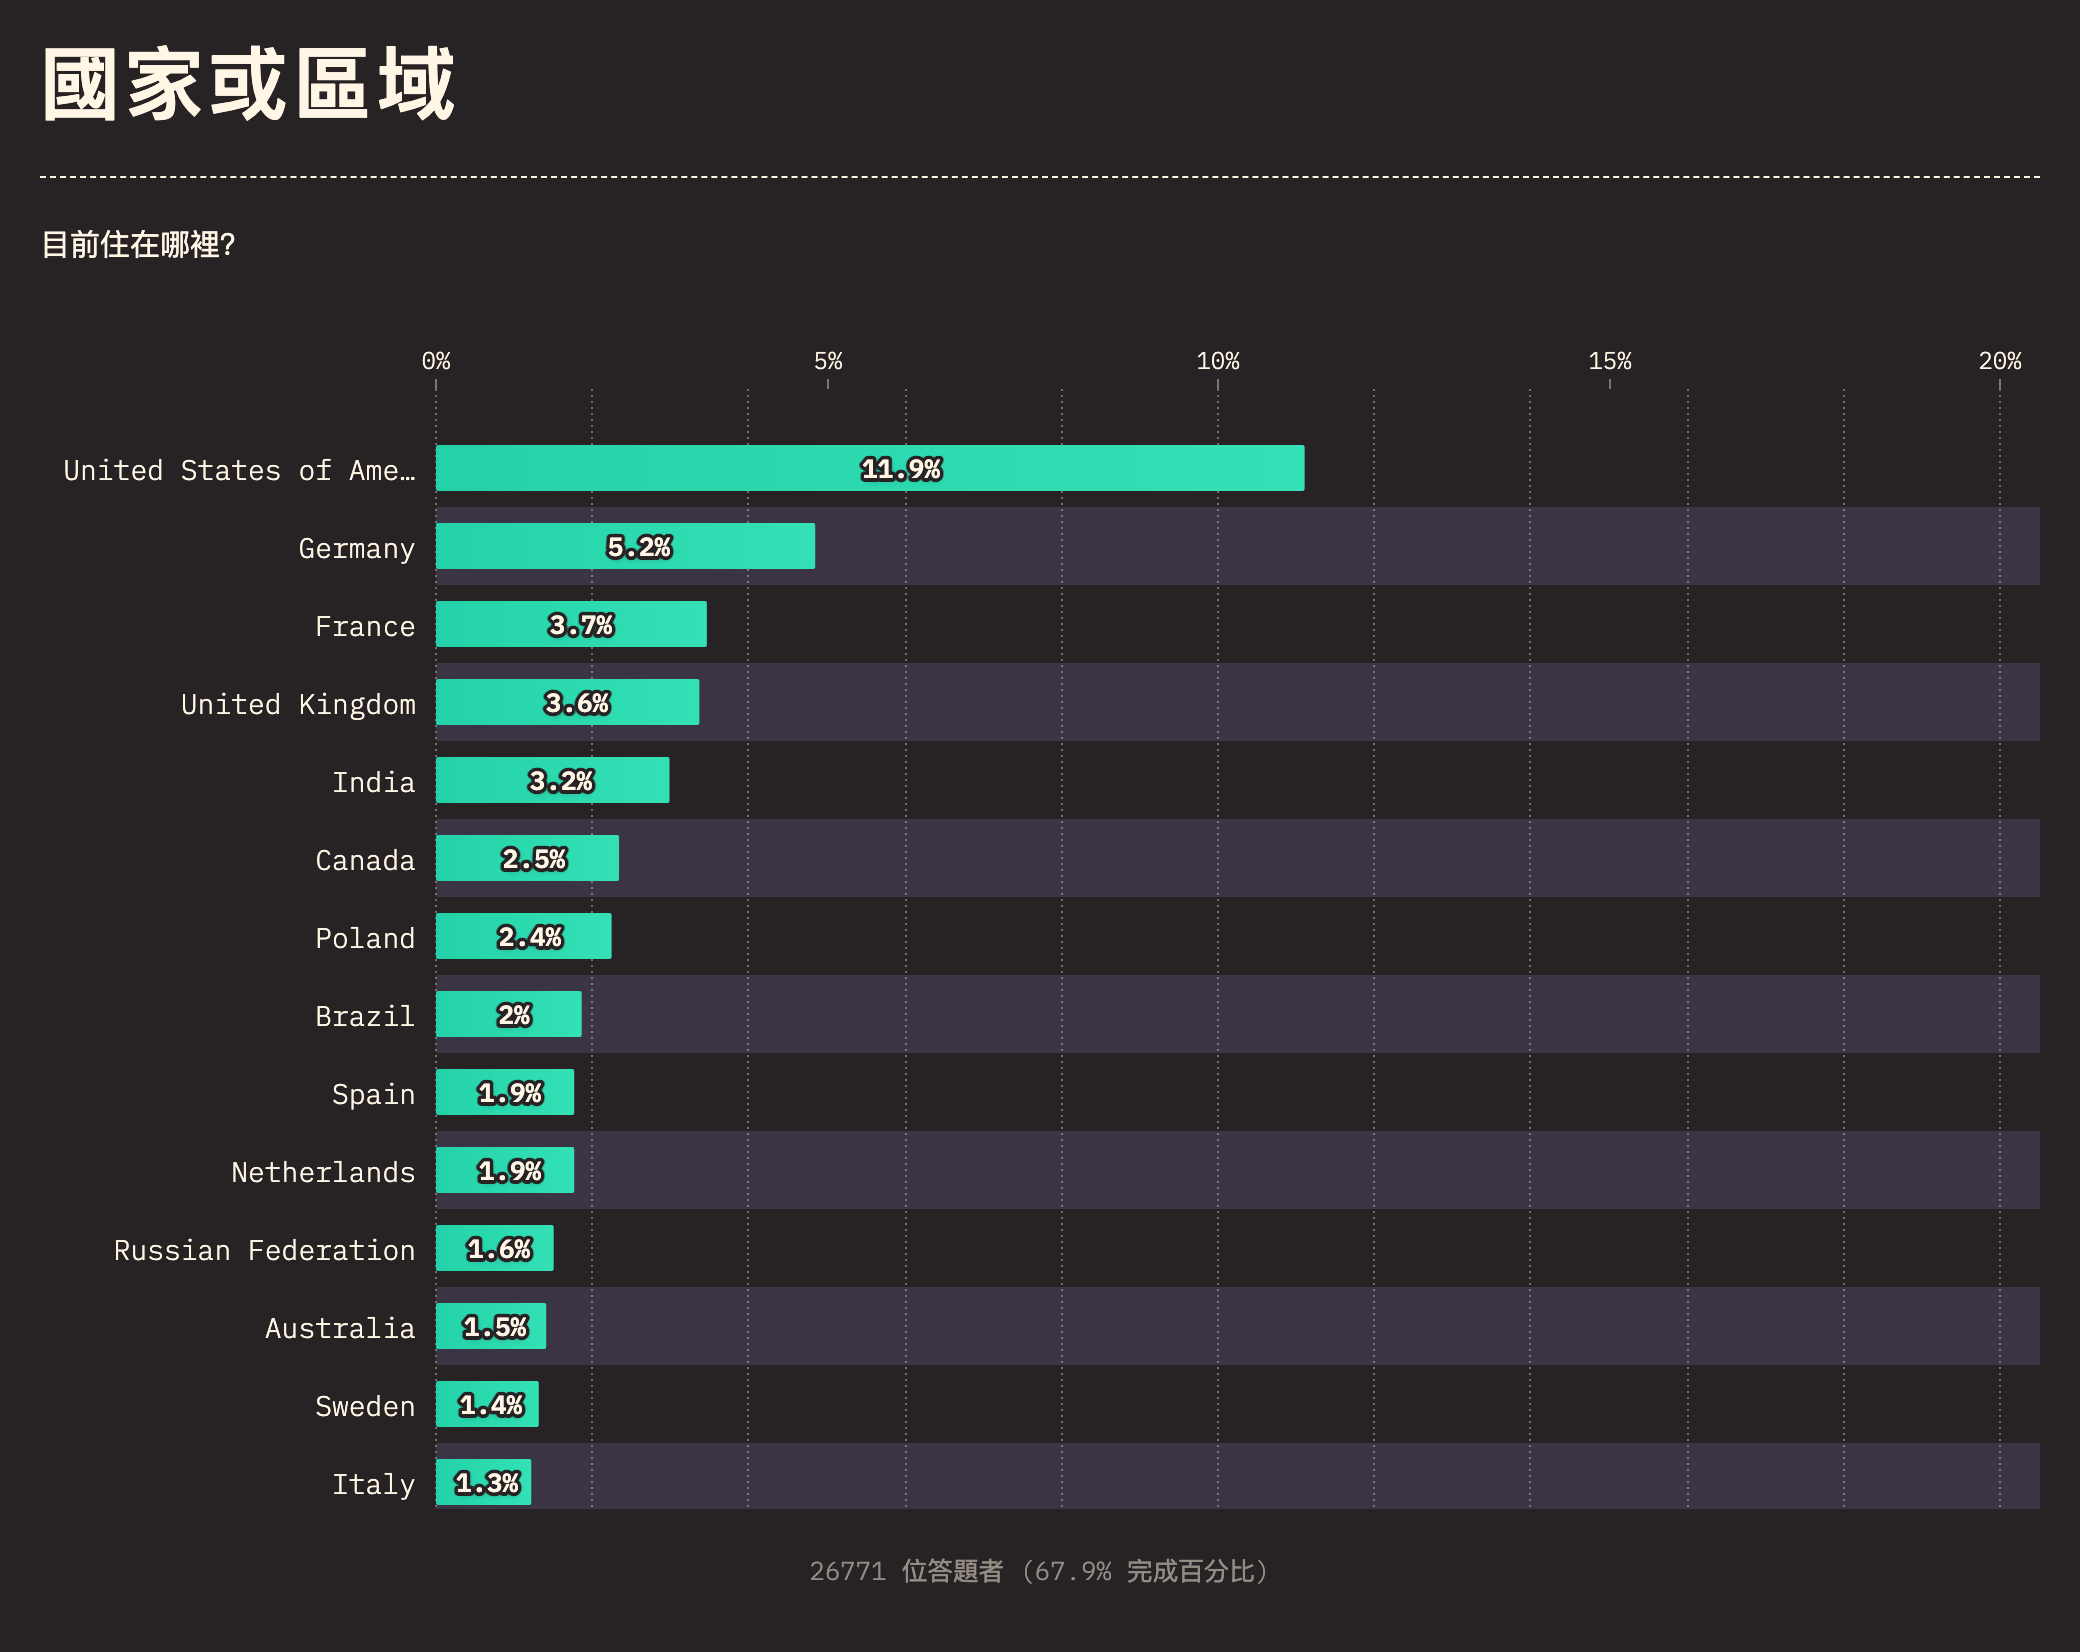 國家或區域
目前住在哪裡?
0% 5% 10% 15% 20%
United States of Ame… 11.9%
Germany 5.2%
France 3.7%
United Kingdom 3.6%
India 3.2%
Canada 2.5%
Poland 2.4%
Brazil 2%
Spain 1.9%
Netherlands 1.9%
Russian Federation 1.6%
Australia 1.5%
Sweden 1.4%
Italy 1.3%
26771 位答題者 (67.9% 完成百分比)